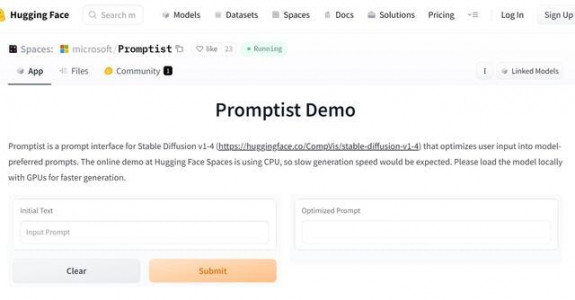 Hugging Face Search m Models Datasets Spaces Docs Solutions Pricing Log In Sign Up
Spaces: microsoft/Promptist like 23 Running
App Files Community 1 Linked Models
Promptist Demo
Promptist is a prompt interface for Stable Diffusion v1-4 (https://huggingface.co/CompVis/stable-diffusion-v1-4) that optimizes user input into model-
preferred prompts. The online demo at Hugging Face Spaces is using CPU, so slow generation speed would be expected. Please load the model locally
with GPUs for faster generation.
Initial Text Optimized Prompt
Input Prompt
Clear Submit